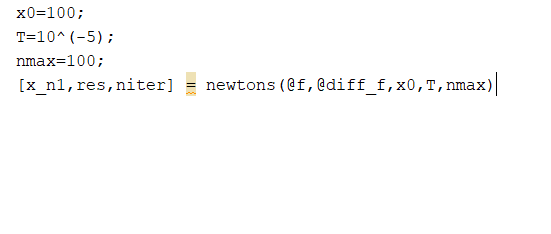 x0=100;
T=10^(-5);
nmax=100;
[x_n1,res,niter] = newtons(@f,@diff_f,x0,T,nmax)